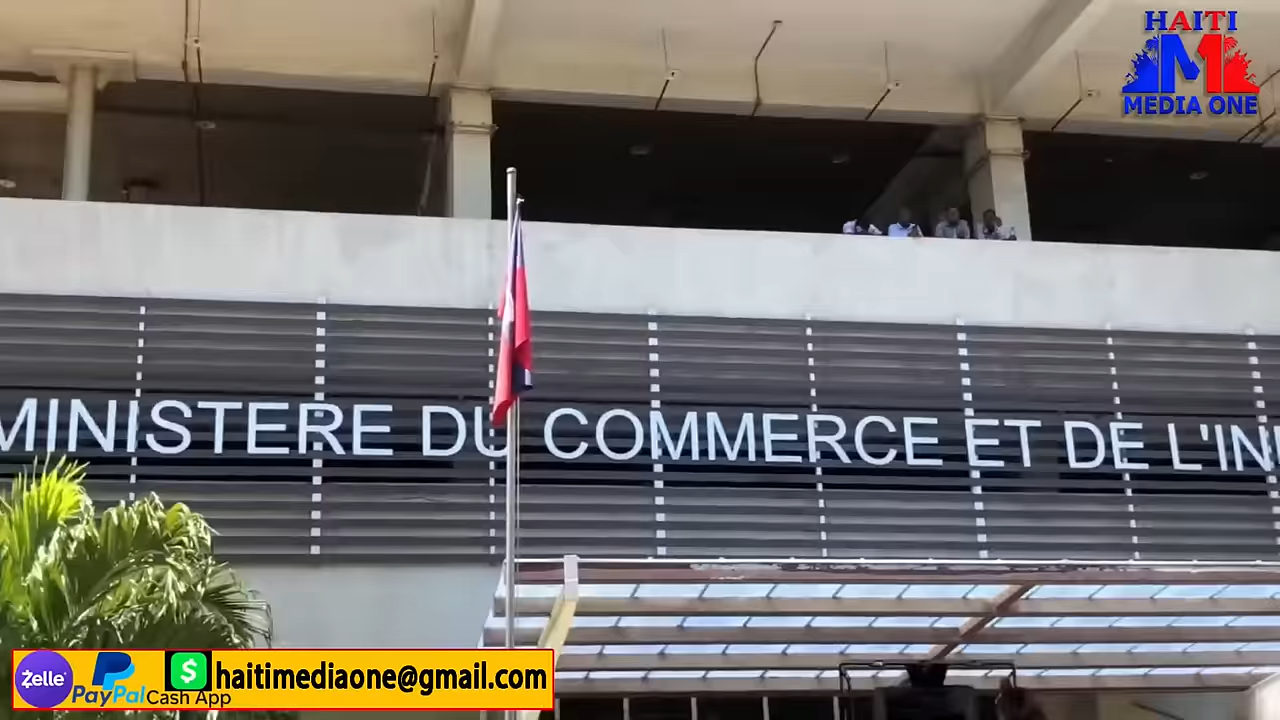 HAITI
MEDIA ONE
MINISTERE DU COMMERCE ET DE L'IN
Zelle
PayPal
$
Cash App
haitimediaone@gmail.com